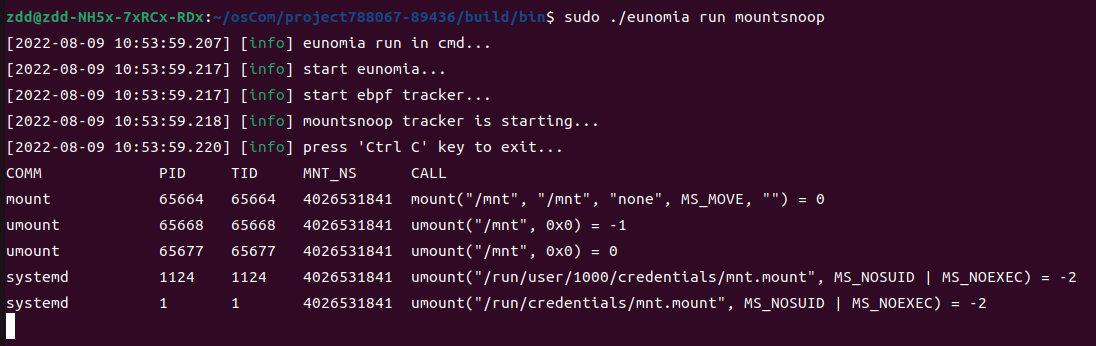 zdd@zdd-NH5x-7xRCx-RDx:~/osCom/project788067-89436/build/bin$ sudo ./eunomia run mountsnoop
[2022-08-09 10:53:59.207] [info] eunomia run in cmd...
[2022-08-09 10:53:59.217] [info] start eunomia...
[2022-08-09 10:53:59.217] [info] start ebpf tracker...
[2022-08-09 10:53:59.218] [info] mountsnoop tracker is starting...
[2022-08-09 10:53:59.220] [info] press 'Ctrl C' key to exit...
COMM PID TID MNT_NS CALL
mount 65664 65664 4026531841 mount("/mnt", "/mnt", "none", MS_MOVE, "") = 0
umount 65668 65668 4026531841 umount("/mnt", 0x0) = -1
umount 65677 65677 4026531841 umount("/mnt", 0x0) = 0
systemd 1124 1124 4026531841 umount("/run/user/1000/credentials/mnt.mount", MS_NOSUID | MS_NOEXEC) = -2
systemd 1 1 4026531841 umount("/run/credentials/mnt.mount", MS_NOSUID | MS_NOEXEC) = -2